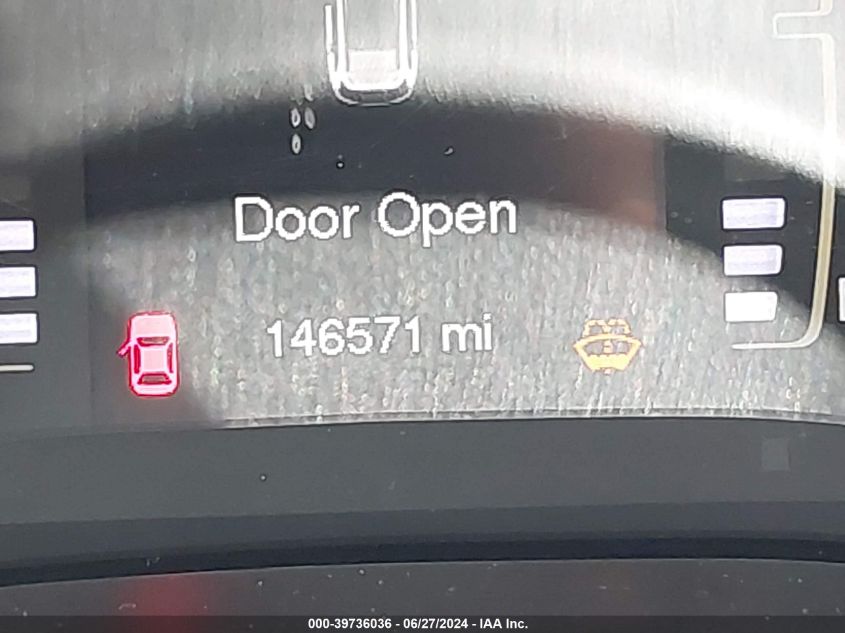 Door Open
146571 mi
000-39736036 - 06/27/2024 - IAA Inc.